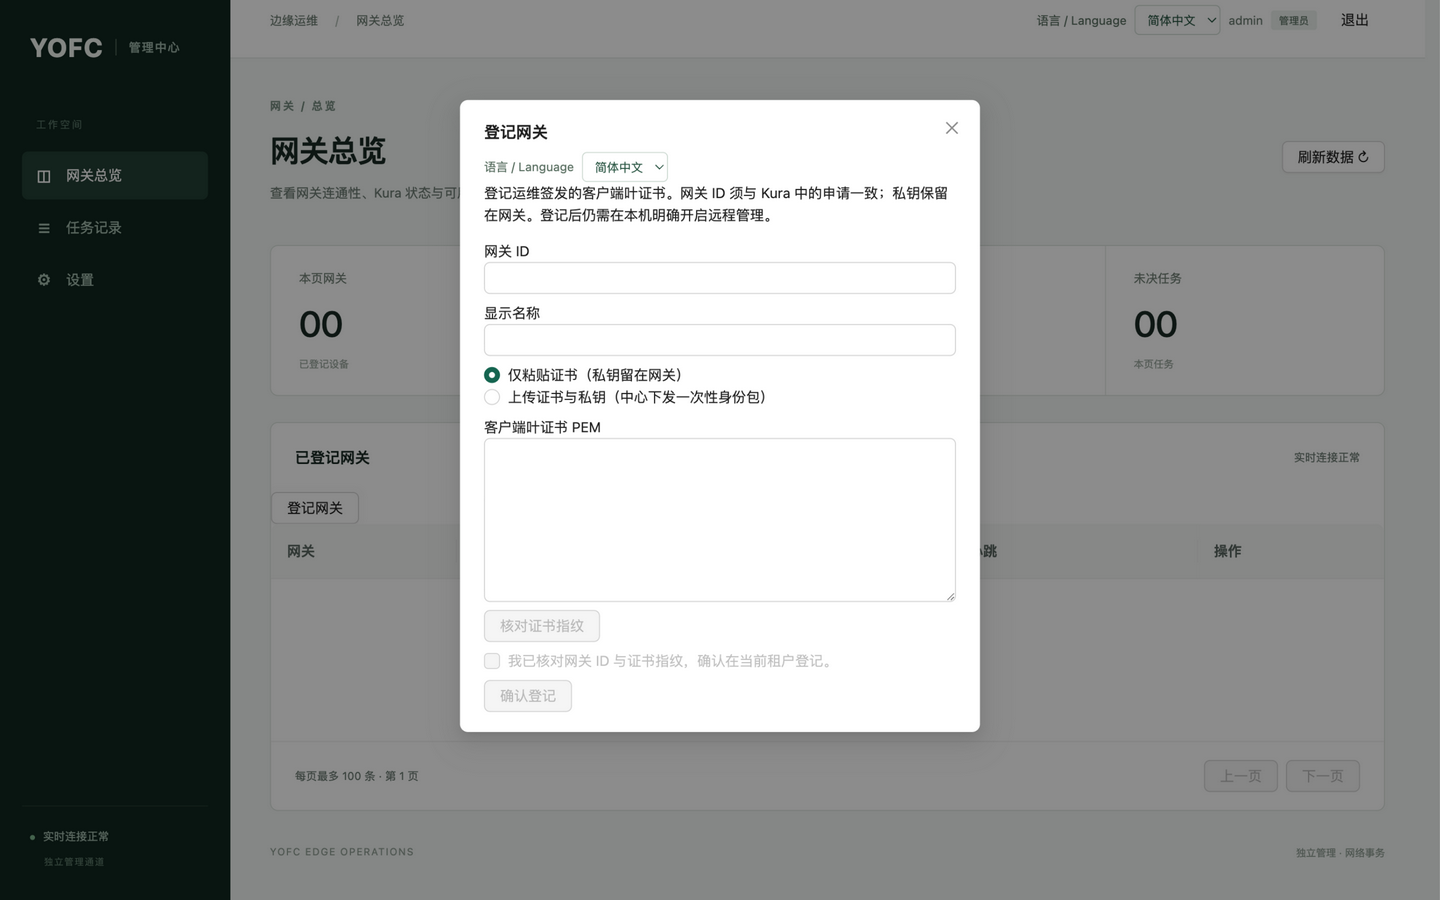 YOFC 管理中心
工作空间
网关总览
任务记录
设置
实时连接正常
独立管理通道
边缘运维 / 网关总览
语言 / Language 简体中文 admin 管理员 退出
网关 / 总览
网关总览
查看网关连通性、Kura 状态与可
刷新数据
本页网关
00
已登记设备
未决任务
00
本页任务
已登记网关
实时连接正常
登记网关
网关
心跳
操作
每页最多 100 条 · 第 1 页
上一页 下一页
YOFC EDGE OPERATIONS
独立管理 · 网络事务
登记网关
语言 / Language 简体中文
登记运维签发的客户端叶证书。网关 ID 须与 Kura 中的申请一致；私钥保留
在网关。登记后仍需在本机明确开启远程管理。
网关 ID
显示名称
仅粘贴证书（私钥留在网关）
上传证书与私钥（中心下发一次性身份包）
客户端叶证书 PEM
核对证书指纹
我已核对网关 ID 与证书指纹，确认在当前租户登记。
确认登记